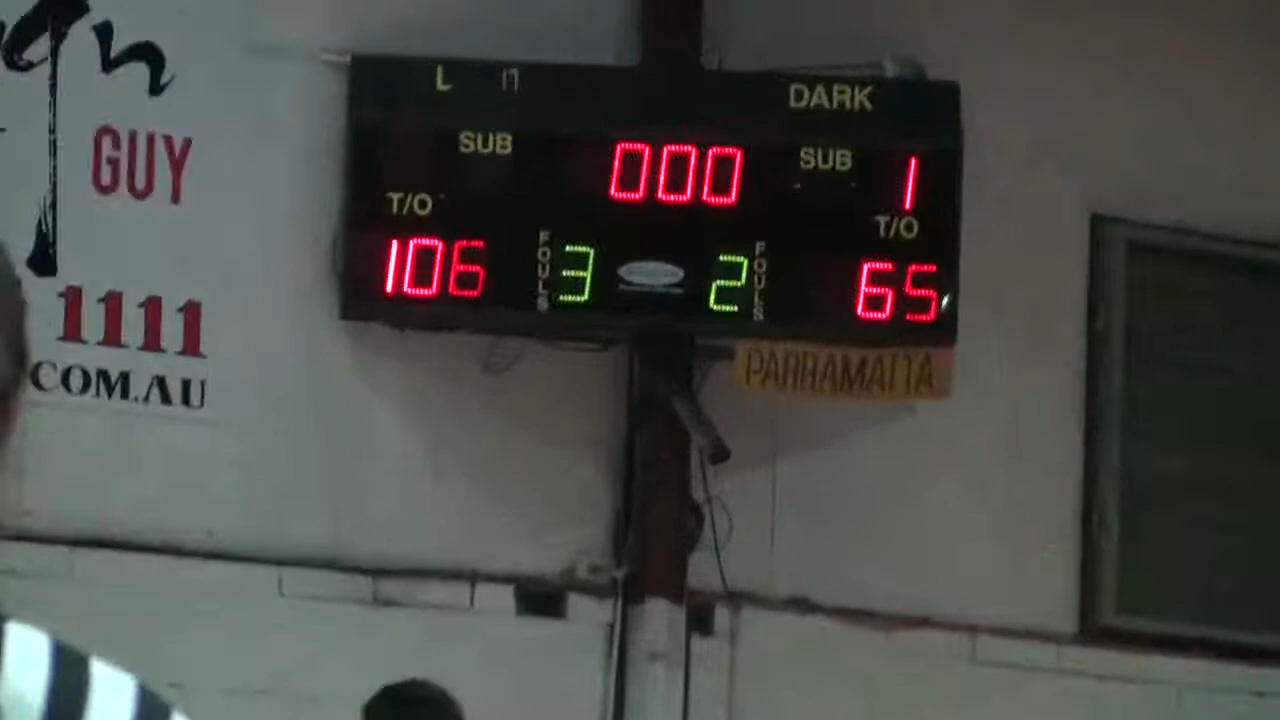 GUY
1111
COM.AU
L DARK
SUB 000 SUB 1
T/O T/O
106 FOULS 3 2 FOULS 65
PARRAMATTA